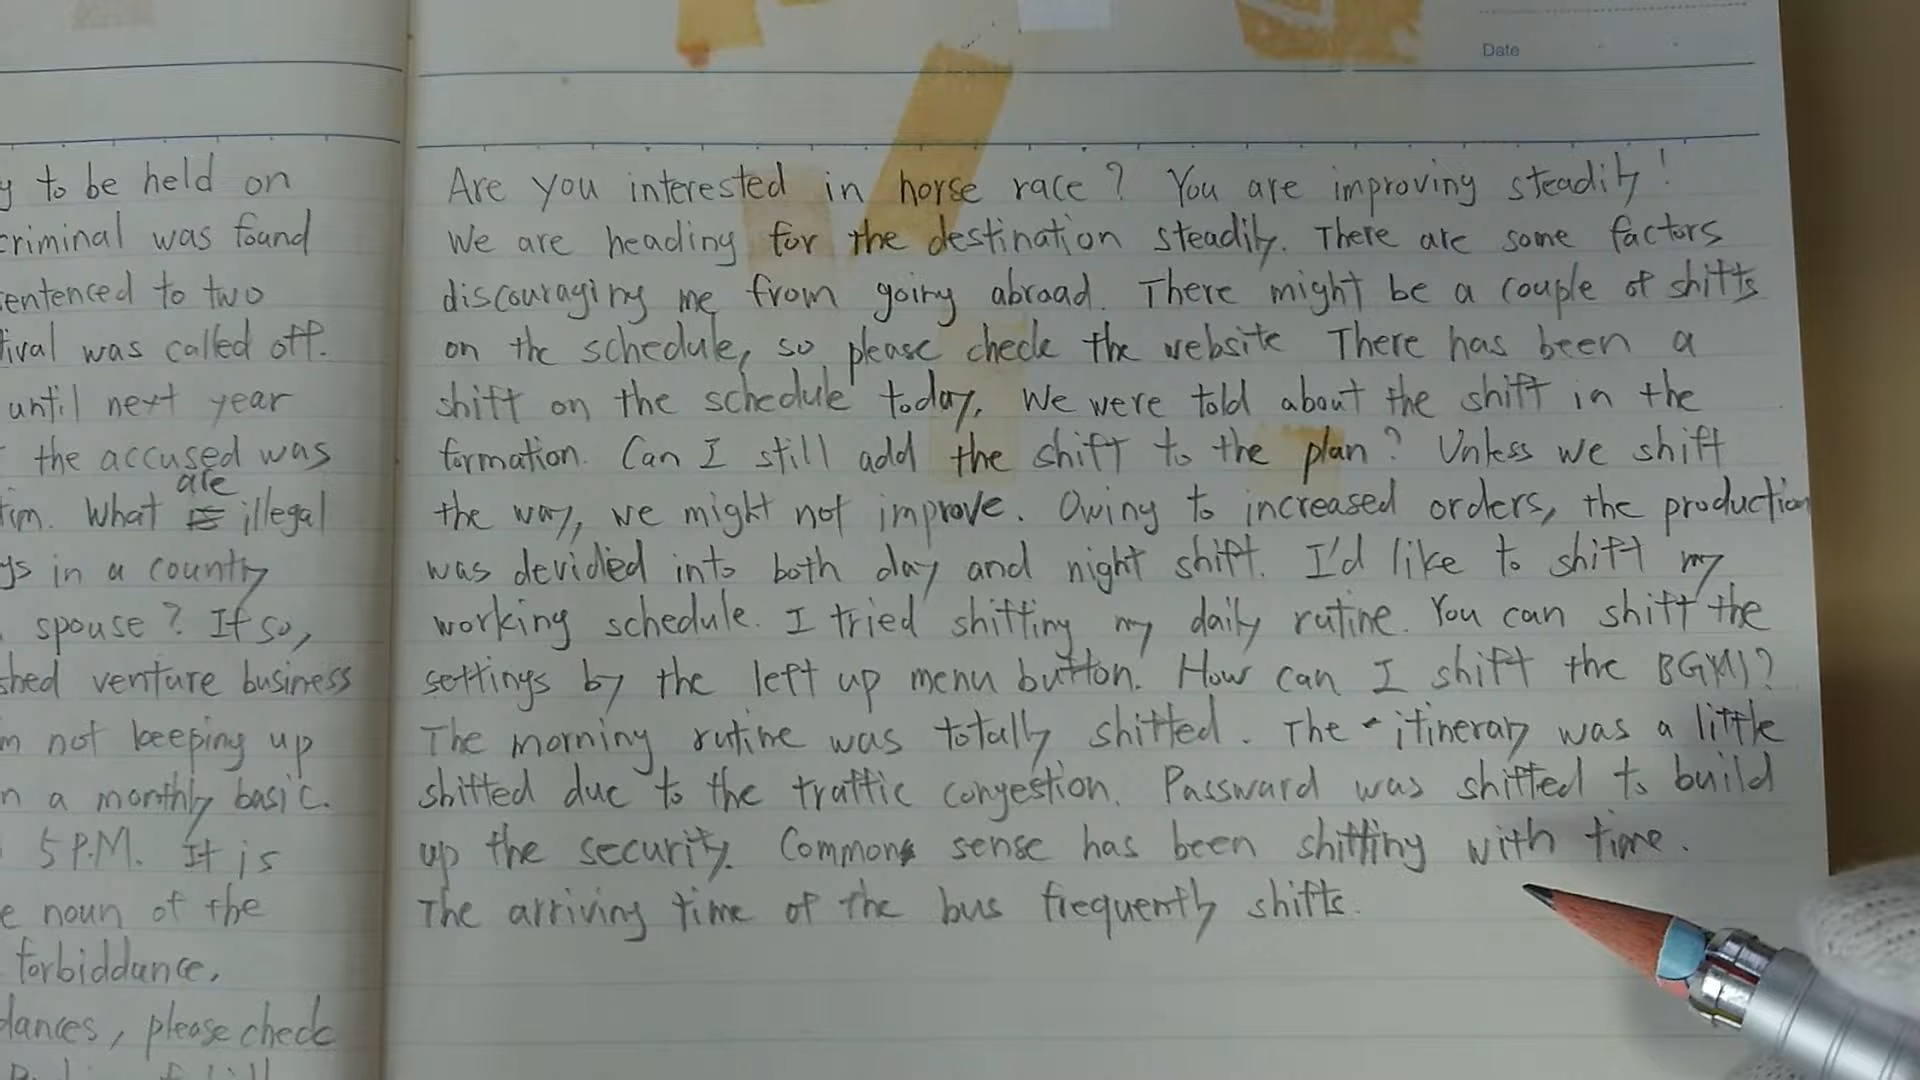 Date
y to be held on
criminal was found
sentenced to two
tival was called off.
until next year
the accused was
are
tim. What is illegal
ys in a country
spouse? If so,
shed venture business
m not keeping up
n a monthly basic.
5 P.M. It is
e noun of the
forbiddance.
dances, please check
Are you interested in horse race? You are improving steadily!
We are heading for the destination steadily. There are some factors
discouraging me from going abroad. There might be a couple of shifts
on the schedule, so please check the website There has been a
shift on the schedule today. We were told about the shift in the
formation. Can I still add the shift to the plan? Unless we shift
the way, we might not improve. Owing to increased orders, the production
was devidied into both day and night shift. I'd like to shift my
working schedule. I tried shifting my daily rutine. You can shift the
settings by the left up menu button. How can I shift the BGM?
The morning rutine was totally shifted. The itinerary was a little
shifted due to the traffic congestion. Passward was shifted to build
up the security. Common sense has been shifting with time.
The arriving time of the bus frequently shifts.